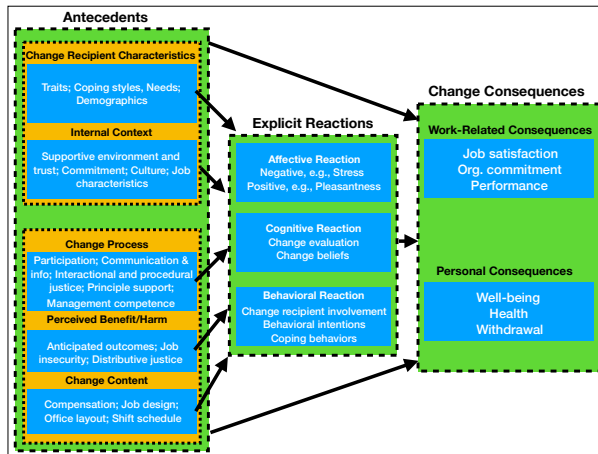 Antecedents
Change Recipient Characteristics
Traits; Coping styles, Needs;
Demographics
Internal Context
Supportive environment and
trust; Commitment; Culture; Job
characteristics
Change Process
Participation; Communication &
info; Interactional and procedural
justice; Principle support;
Management competence
Perceived Benefit/Harm
Anticipated outcomes; Job
insecurity; Distributive justice
Change Content
Compensation; Job design;
Office layout; Shift schedule
Explicit Reactions
Affective Reaction
Negative, e.g., Stress
Positive, e.g., Pleasantness
Cognitive Reaction
Change evaluation
Change beliefs
Behavioral Reaction
Change recipient involvement
Behavioral intentions
Coping behaviors
Change Consequences
Work-Related Consequences
Job satisfaction
Org. commitment
Performance
Personal Consequences
Well-being
Health
Withdrawal